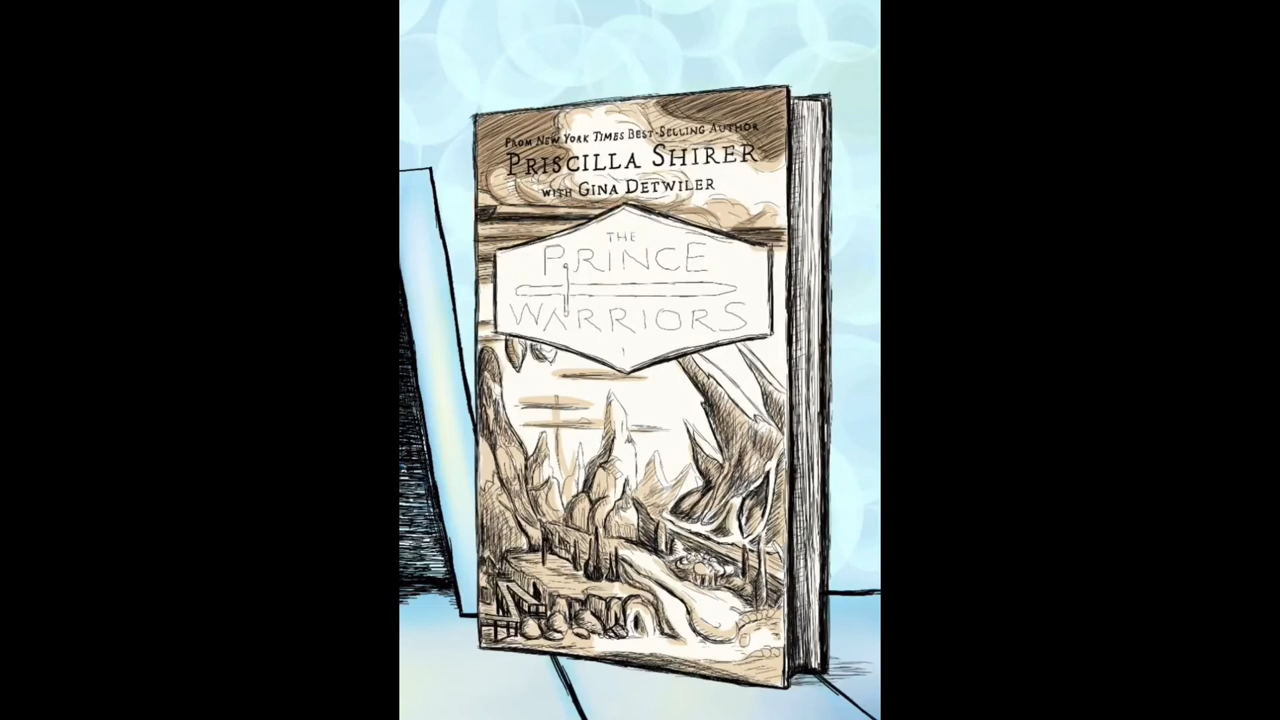 FROM NEW YORK TIMES BEST-SELLING AUTHOR
PRISCILLA SHIRER
WITH GINA DETWILER
THE
PRINCE
WARRIORS